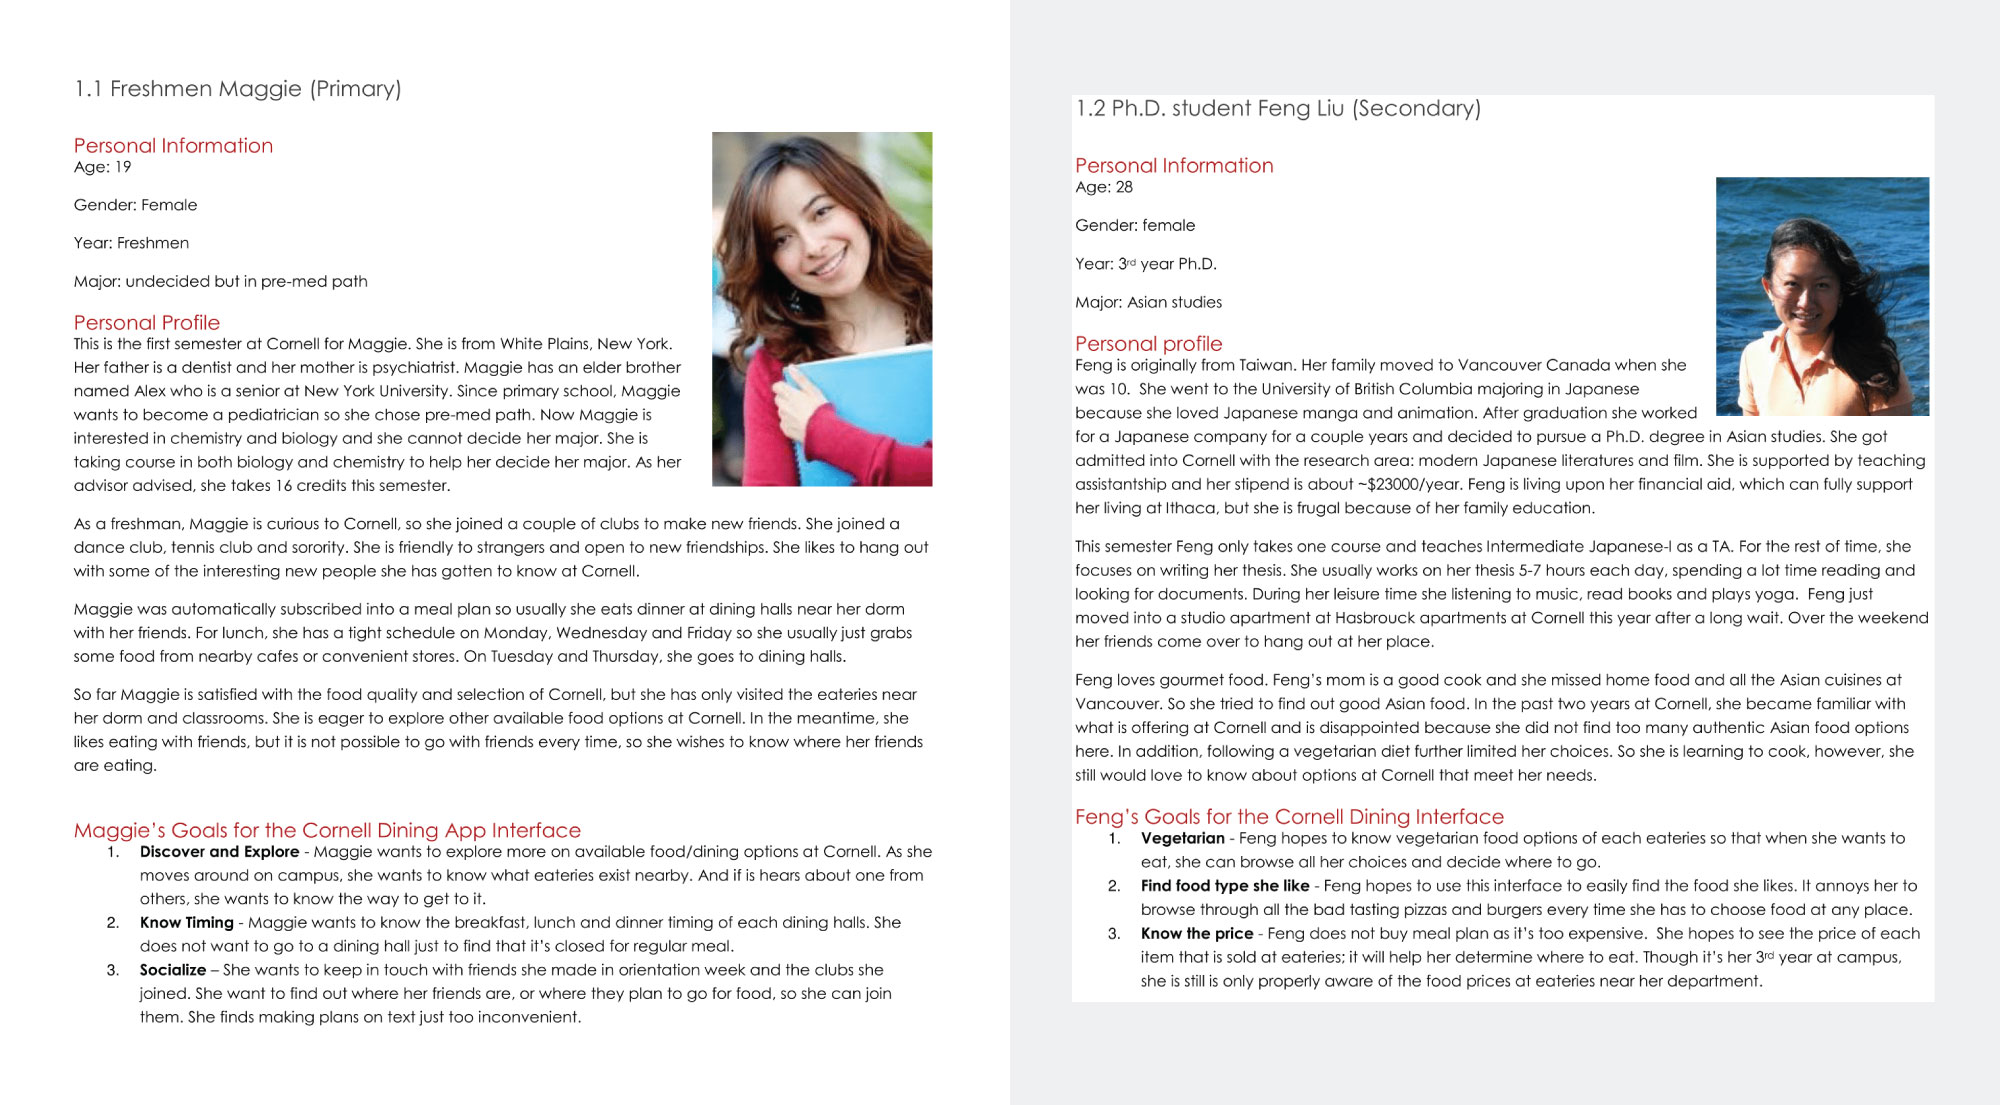 1.1 Freshmen Maggie (Primary)
Personal Information
Age: 19
Gender: Female
Year: Freshmen
Major: undecided but in pre-med path
Personal Profile
This is the first semester at Cornell for Maggie. She is from White Plains, New York.
Her father is a dentist and her mother is psychiatrist. Maggie has an elder brother
named Alex who is a senior at New York University. Since primary school, Maggie
wants to become a pediatrician so she chose pre-med path. Now Maggie is
interested in chemistry and biology and she cannot decide her major. She is
taking course in both biology and chemistry to help her decide her major. As her
advisor advised, she takes 16 credits this semester.
As a freshman, Maggie is curious to Cornell, so she joined a couple of clubs to make new friends. She joined a
dance club, tennis club and sorority. She is friendly to strangers and open to new friendships. She likes to hang out
with some of the interesting new people she has gotten to know at Cornell.
Maggie was automatically subscribed into a meal plan so usually she eats dinner at dining halls near her dorm
with her friends. For lunch, she has a tight schedule on Monday, Wednesday and Friday so she usually just grabs
some food from nearby cafes or convenient stores. On Tuesday and Thursday, she goes to dining halls.
So far Maggie is satisfied with the food quality and selection of Cornell, but she has only visited the eateries near
her dorm and classrooms. She is eager to explore other available food options at Cornell. In the meantime, she
likes eating with friends, but it is not possible to go with friends every time, so she wishes to know where her friends
are eating.
Maggie's Goals for the Cornell Dining App Interface
1. Discover and Explore - Maggie wants to explore more on available food/dining options at Cornell. As she
moves around on campus, she wants to know what eateries exist nearby. And if is hears about one from
others, she wants to know the way to get to it.
2. Know Timing - Maggie wants to know the breakfast, lunch and dinner timing of each dining halls. She
does not want to go to a dining hall just to find that it's closed for regular meal.
3. Socialize – She wants to keep in touch with friends she made in orientation week and the clubs she
joined. She want to find out where her friends are, or where they plan to go for food, so she can join
them. She finds making plans on text just too inconvenient.
1.2 Ph.D. student Feng Liu (Secondary)
Personal Information
Age: 28
Gender: female
Year: 3rd year Ph.D.
Major: Asian studies
Personal profile
Feng is originally from Taiwan. Her family moved to Vancouver Canada when she
was 10. She went to the University of British Columbia majoring in Japanese
because she loved Japanese manga and animation. After graduation she worked
for a Japanese company for a couple years and decided to pursue a Ph.D. degree in Asian studies. She got
admitted into Cornell with the research area: modern Japanese literatures and film. She is supported by teaching
assistantship and her stipend is about ~$23000/year. Feng is living upon her financial aid, which can fully support
her living at Ithaca, but she is frugal because of her family education.
This semester Feng only takes one course and teaches Intermediate Japanese-I as a TA. For the rest of time, she
focuses on writing her thesis. She usually works on her thesis 5-7 hours each day, spending a lot time reading and
looking for documents. During her leisure time she listening to music, read books and plays yoga. Feng just
moved into a studio apartment at Hasbrouck apartments at Cornell this year after a long wait. Over the weekend
her friends come over to hang out at her place.
Feng loves gourmet food. Feng's mom is a good cook and she missed home food and all the Asian cuisines at
Vancouver. So she tried to find out good Asian food. In the past two years at Cornell, she became familiar with
what is offering at Cornell and is disappointed because she did not find too many authentic Asian food options
here. In addition, following a vegetarian diet further limited her choices. So she is learning to cook, however, she
still would love to know about options at Cornell that meet her needs.
Feng's Goals for the Cornell Dining Interface
1. Vegetarian - Feng hopes to know vegetarian food options of each eateries so that when she wants to
eat, she can browse all her choices and decide where to go.
2. Find food type she like - Feng hopes to use this interface to easily find the food she likes. It annoys her to
browse through all the bad tasting pizzas and burgers every time she has to choose food at any place.
3. Know the price - Feng does not buy meal plan as it's too expensive. She hopes to see the price of each
item that is sold at eateries; it will help her determine where to eat. Though it's her 3rd year at campus,
she is still is only properly aware of the food prices at eateries near her department.